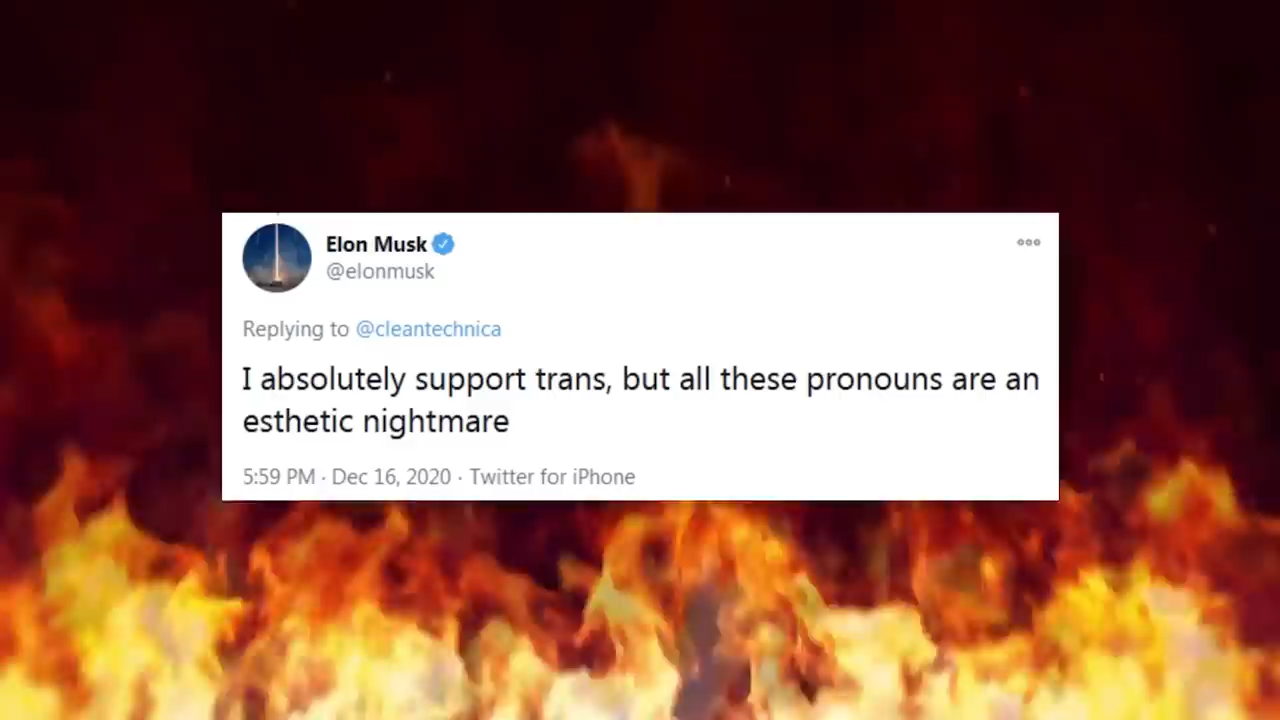 Elon Musk
@elonmusk
Replying to @cleantechnica
I absolutely support trans, but all these pronouns are an
esthetic nightmare
5:59 PM · Dec 16, 2020 · Twitter for iPhone